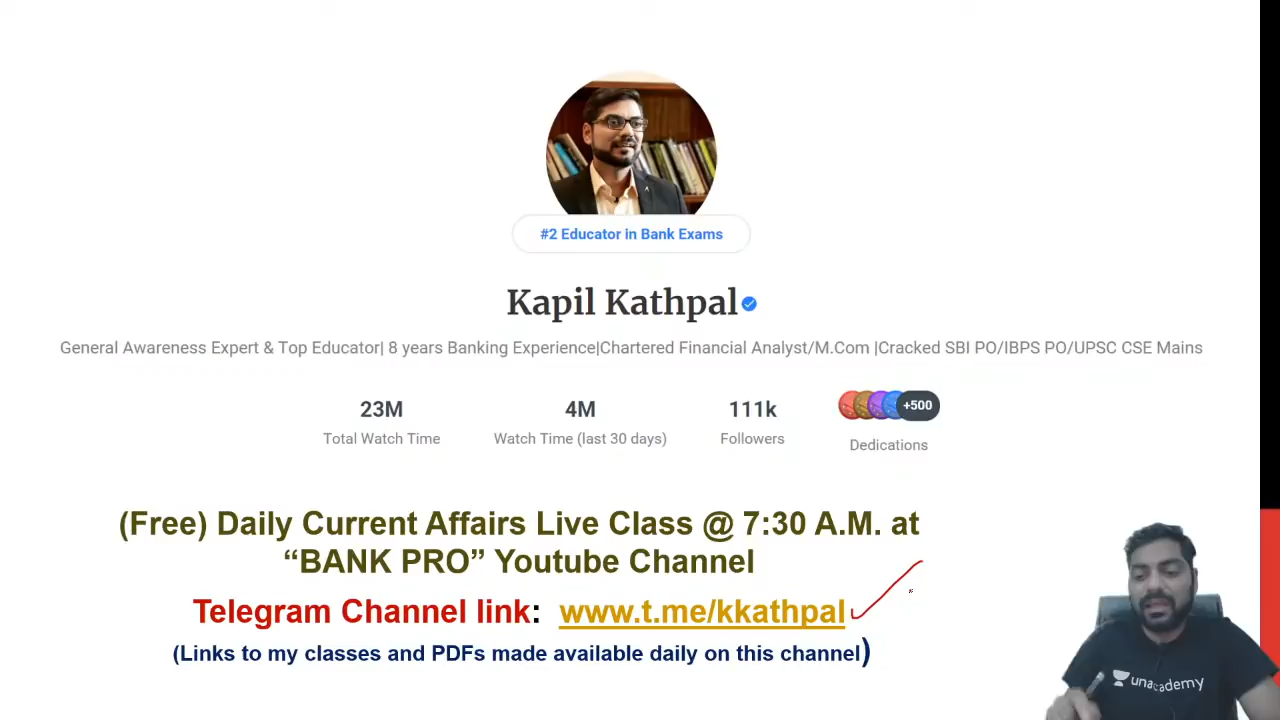 #2 Educator in Bank Exams
Kapil Kathpal
General Awareness Expert & Top Educator| 8 years Banking Experience|Chartered Financial Analyst/M.Com |Cracked SBI PO/IBPS PO/UPSC CSE Mains
23M
Total Watch Time
4M
Watch Time (last 30 days)
111k
Followers
+500
Dedications
(Free) Daily Current Affairs Live Class @ 7:30 A.M. at
“BANK PRO” Youtube Channel
Telegram Channel link: www.t.me/kkathpal
(Links to my classes and PDFs made available daily on this channel)
unacademy